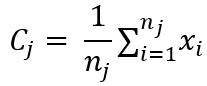 C_j = \frac{1}{n_j} \sum_{i=1}^{n_j} x_i